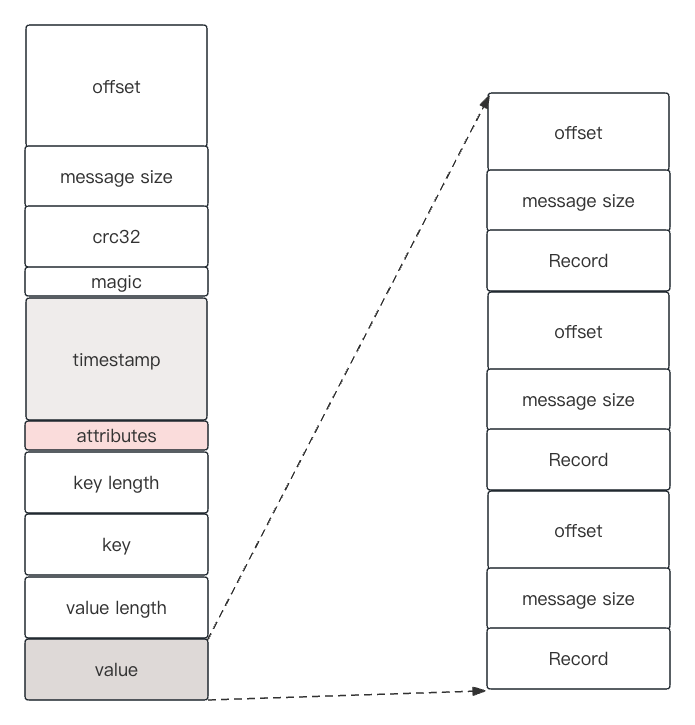 offset
message size
crc32
magic
timestamp
attributes
key length
key
value length
value
offset
message size
Record
offset
message size
Record
offset
message size
Record